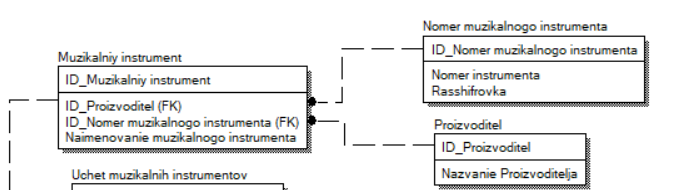 Nomer muzikalnogo instrumenta
ID_Nomer muzikalnogo instrumenta
Nomer instrumenta
Rasshifrovka
Muzikalniy instrument
ID_Muzikalniy instrument
ID_Proizvoditel (FK)
ID_Nomer muzikalnogo instrumenta (FK)
Naimenovanie muzikalnogo instrumenta
Proizvoditel
ID_Proizvoditel
Nazvanie Proizvoditelja
Uchet muzikalnih instrumentov